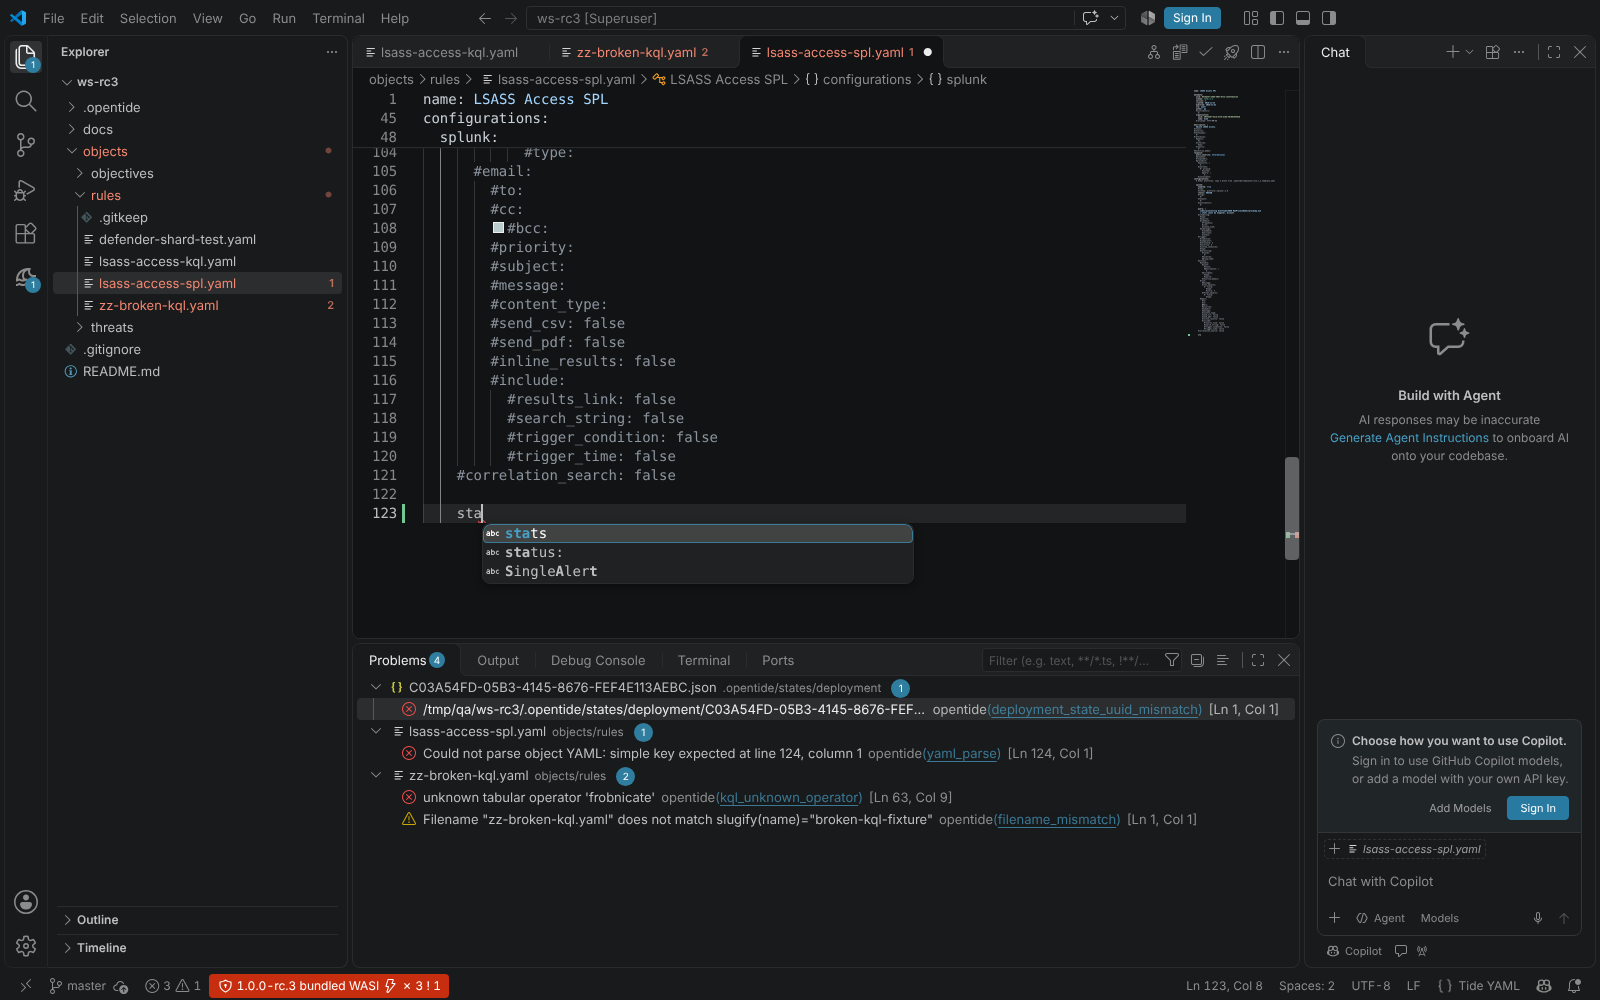 File Edit Selection View Go Run Terminal Help
ws-rc3 [Superuser]
Sign In
Explorer
ws-rc3
.opentide
docs
objects
objectives
rules
.gitkeep
defender-shard-test.yaml
lsass-access-kql.yaml
lsass-access-spl.yaml 1
zz-broken-kql.yaml 2
threats
.gitignore
README.md
Outline
Timeline
1
1
lsass-access-kql.yaml
zz-broken-kql.yaml 2
lsass-access-spl.yaml 1
objects > rules > lsass-access-spl.yaml > LSASS Access SPL > { } configurations > { } splunk
1 name: LSASS Access SPL
45 configurations:
48 splunk:
104 #type:
105 #email:
106 #to:
107 #cc:
108 #bcc:
109 #priority:
110 #subject:
111 #message:
112 #content_type:
113 #send_csv: false
114 #send_pdf: false
115 #inline_results: false
116 #include:
117 #results_link: false
118 #search_string: false
119 #trigger_condition: false
120 #trigger_time: false
121 #correlation_search: false
122
123 sta
abc stats
abc status:
abc SingleAlert
Problems 4 Output Debug Console Terminal Ports
Filter (e.g. text, **/*.ts, !**/...
{} C03A54FD-05B3-4145-8676-FEF4E113AEBC.json .opentide/states/deployment 1
/tmp/qa/ws-rc3/.opentide/states/deployment/C03A54FD-05B3-4145-8676-FEF... opentide(deployment_state_uuid_mismatch) [Ln 1, Col 1]
lsass-access-spl.yaml objects/rules 1
Could not parse object YAML: simple key expected at line 124, column 1 opentide(yaml_parse) [Ln 124, Col 1]
zz-broken-kql.yaml objects/rules 2
unknown tabular operator 'frobnicate' opentide(kql_unknown_operator) [Ln 63, Col 9]
Filename "zz-broken-kql.yaml" does not match slugify(name)="broken-kql-fixture" opentide(filename_mismatch) [Ln 1, Col 1]
Chat
Build with Agent
AI responses may be inaccurate
Generate Agent Instructions to onboard AI
onto your codebase.
Choose how you want to use Copilot.
Sign in to use GitHub Copilot models,
or add a model with your own API key.
Add Models Sign In
lsass-access-spl.yaml
Chat with Copilot
Agent Models
Copilot
master 3 1 1.0.0-rc.3 bundled WASI × 3 ! 1
Ln 123, Col 8 Spaces: 2 UTF-8 LF { } Tide YAML